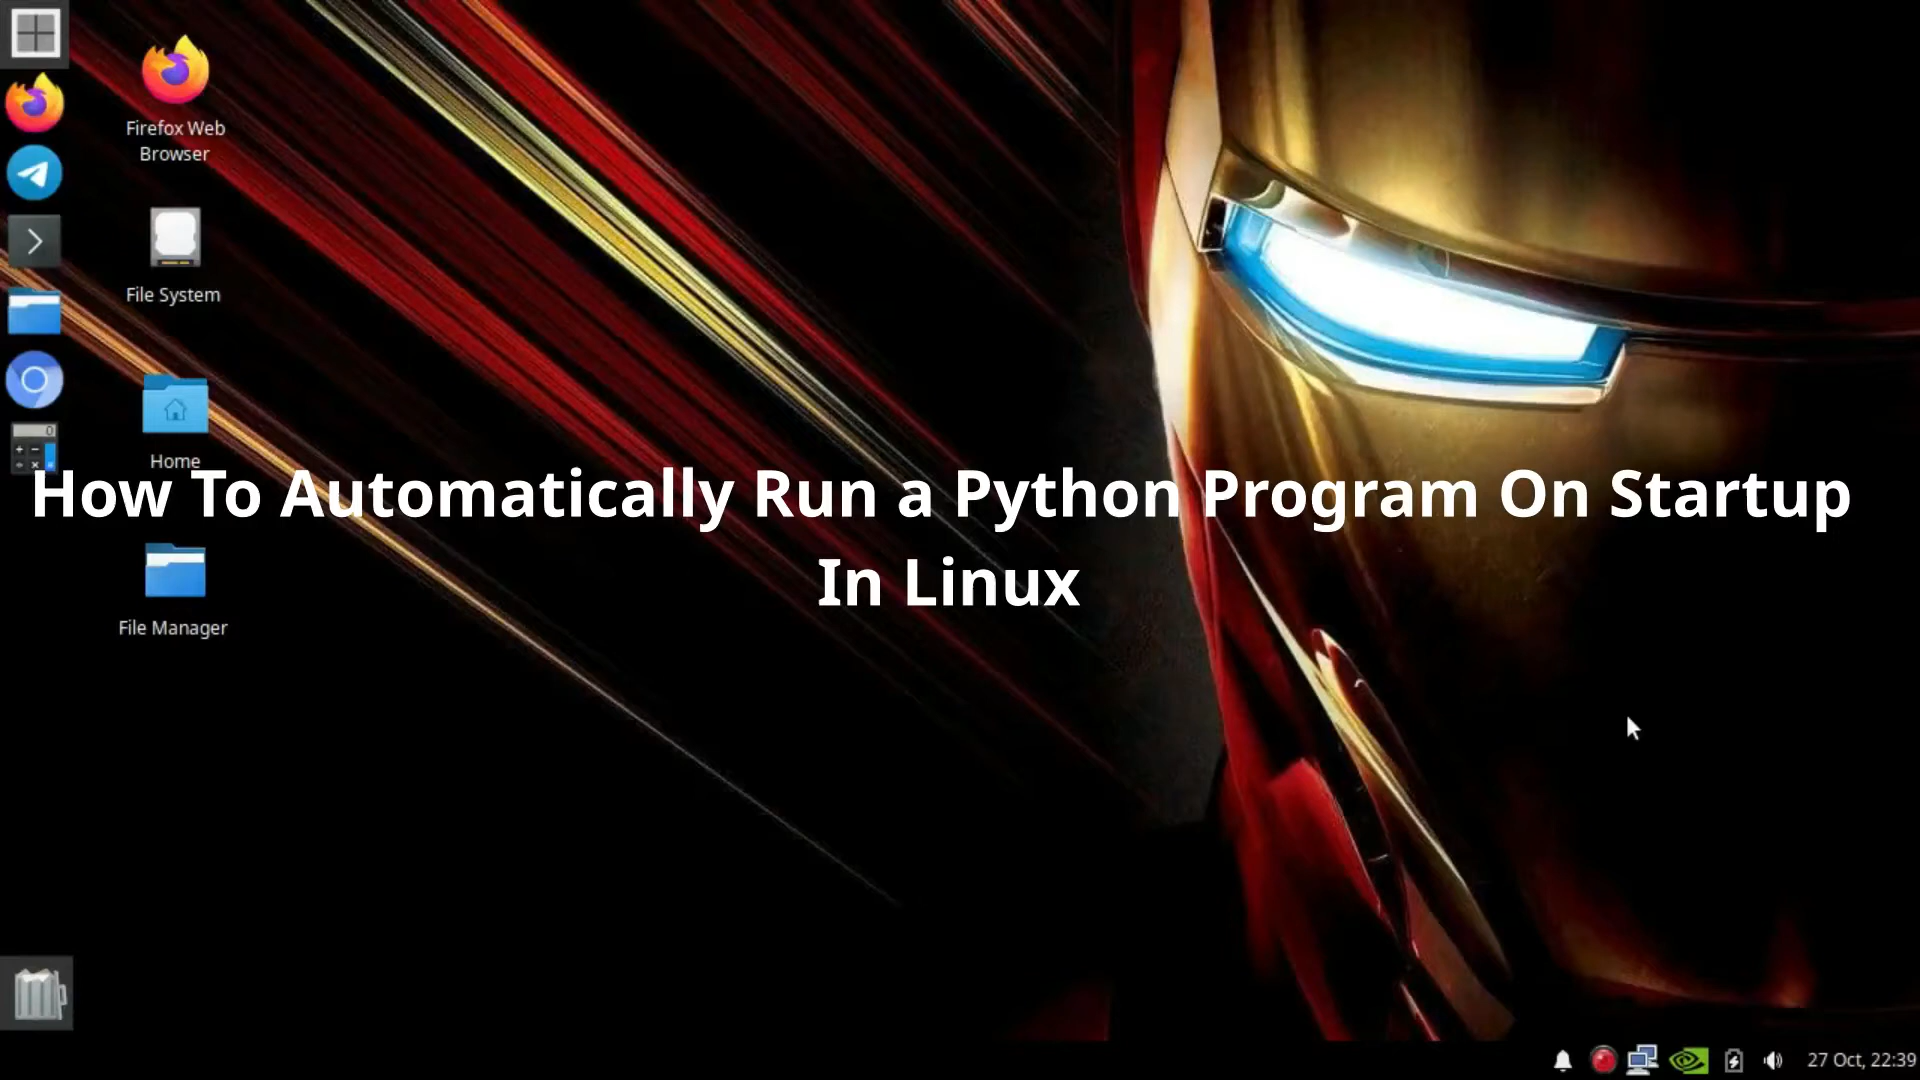 Firefox Web
Browser
File System
Home
How To Automatically Run a Python Program On Startup
In Linux
File Manager
27 Oct, 22:39